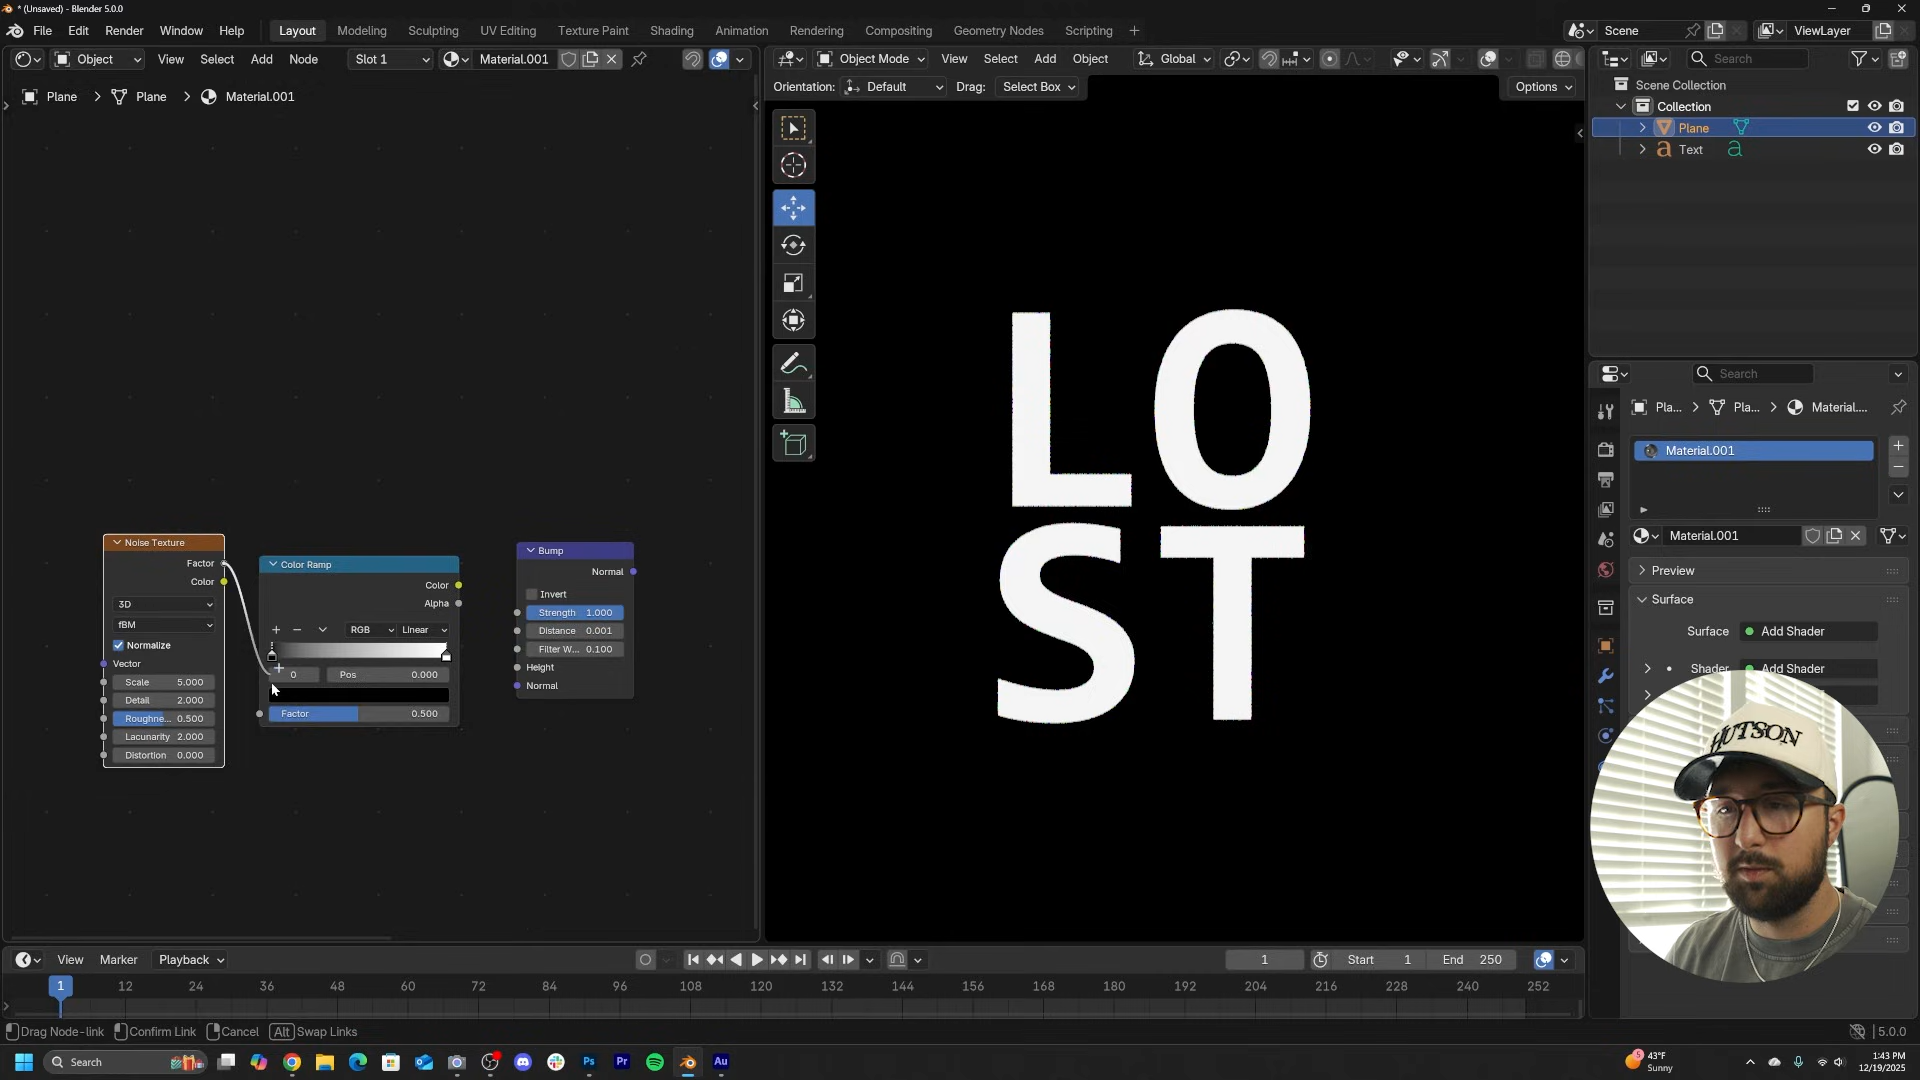 * (Unsaved) - Blender 5.0.0
File Edit Render Window Help Layout Modeling Sculpting UV Editing Texture Paint Shading Animation Rendering Compositing Geometry Nodes Scripting Scene ViewLayer
Object View Select Add Node Slot 1 Material.001
Object Mode View Select Add Object Global
Search
Plane > Plane > Material.001
Orientation: Default Drag: Select Box Options
Scene Collection
Collection
Plane
Text
LO
ST
Search
Pla... > Pla... > Material....
Material.001
Material.001
Preview
Surface
Surface Add Shader
Shader Add Shader
Noise Texture
Factor
Color
3D
fBM
Normalize
Vector
Scale 5.000
Detail 2.000
Roughne... 0.500
Lacunarity 2.000
Distortion 0.000
Color Ramp
Color
Alpha
RGB Linear
0 Pos 0.000
Factor 0.500
Bump
Normal
Invert
Strength 1.000
Distance 0.001
Filter W... 0.100
Height
Normal
HUTSON
View Marker Playback 1 Start 1 End 250
1 12 24 36 48 60 72 84 96 108 120 132 144 156 168 180 192 204 216 228 240 252
Drag Node-link Confirm Link Cancel Alt Swap Links 5.0.0
Search Ps Pr Au 5 43°F
Sunny
1:43 PM
12/19/2025